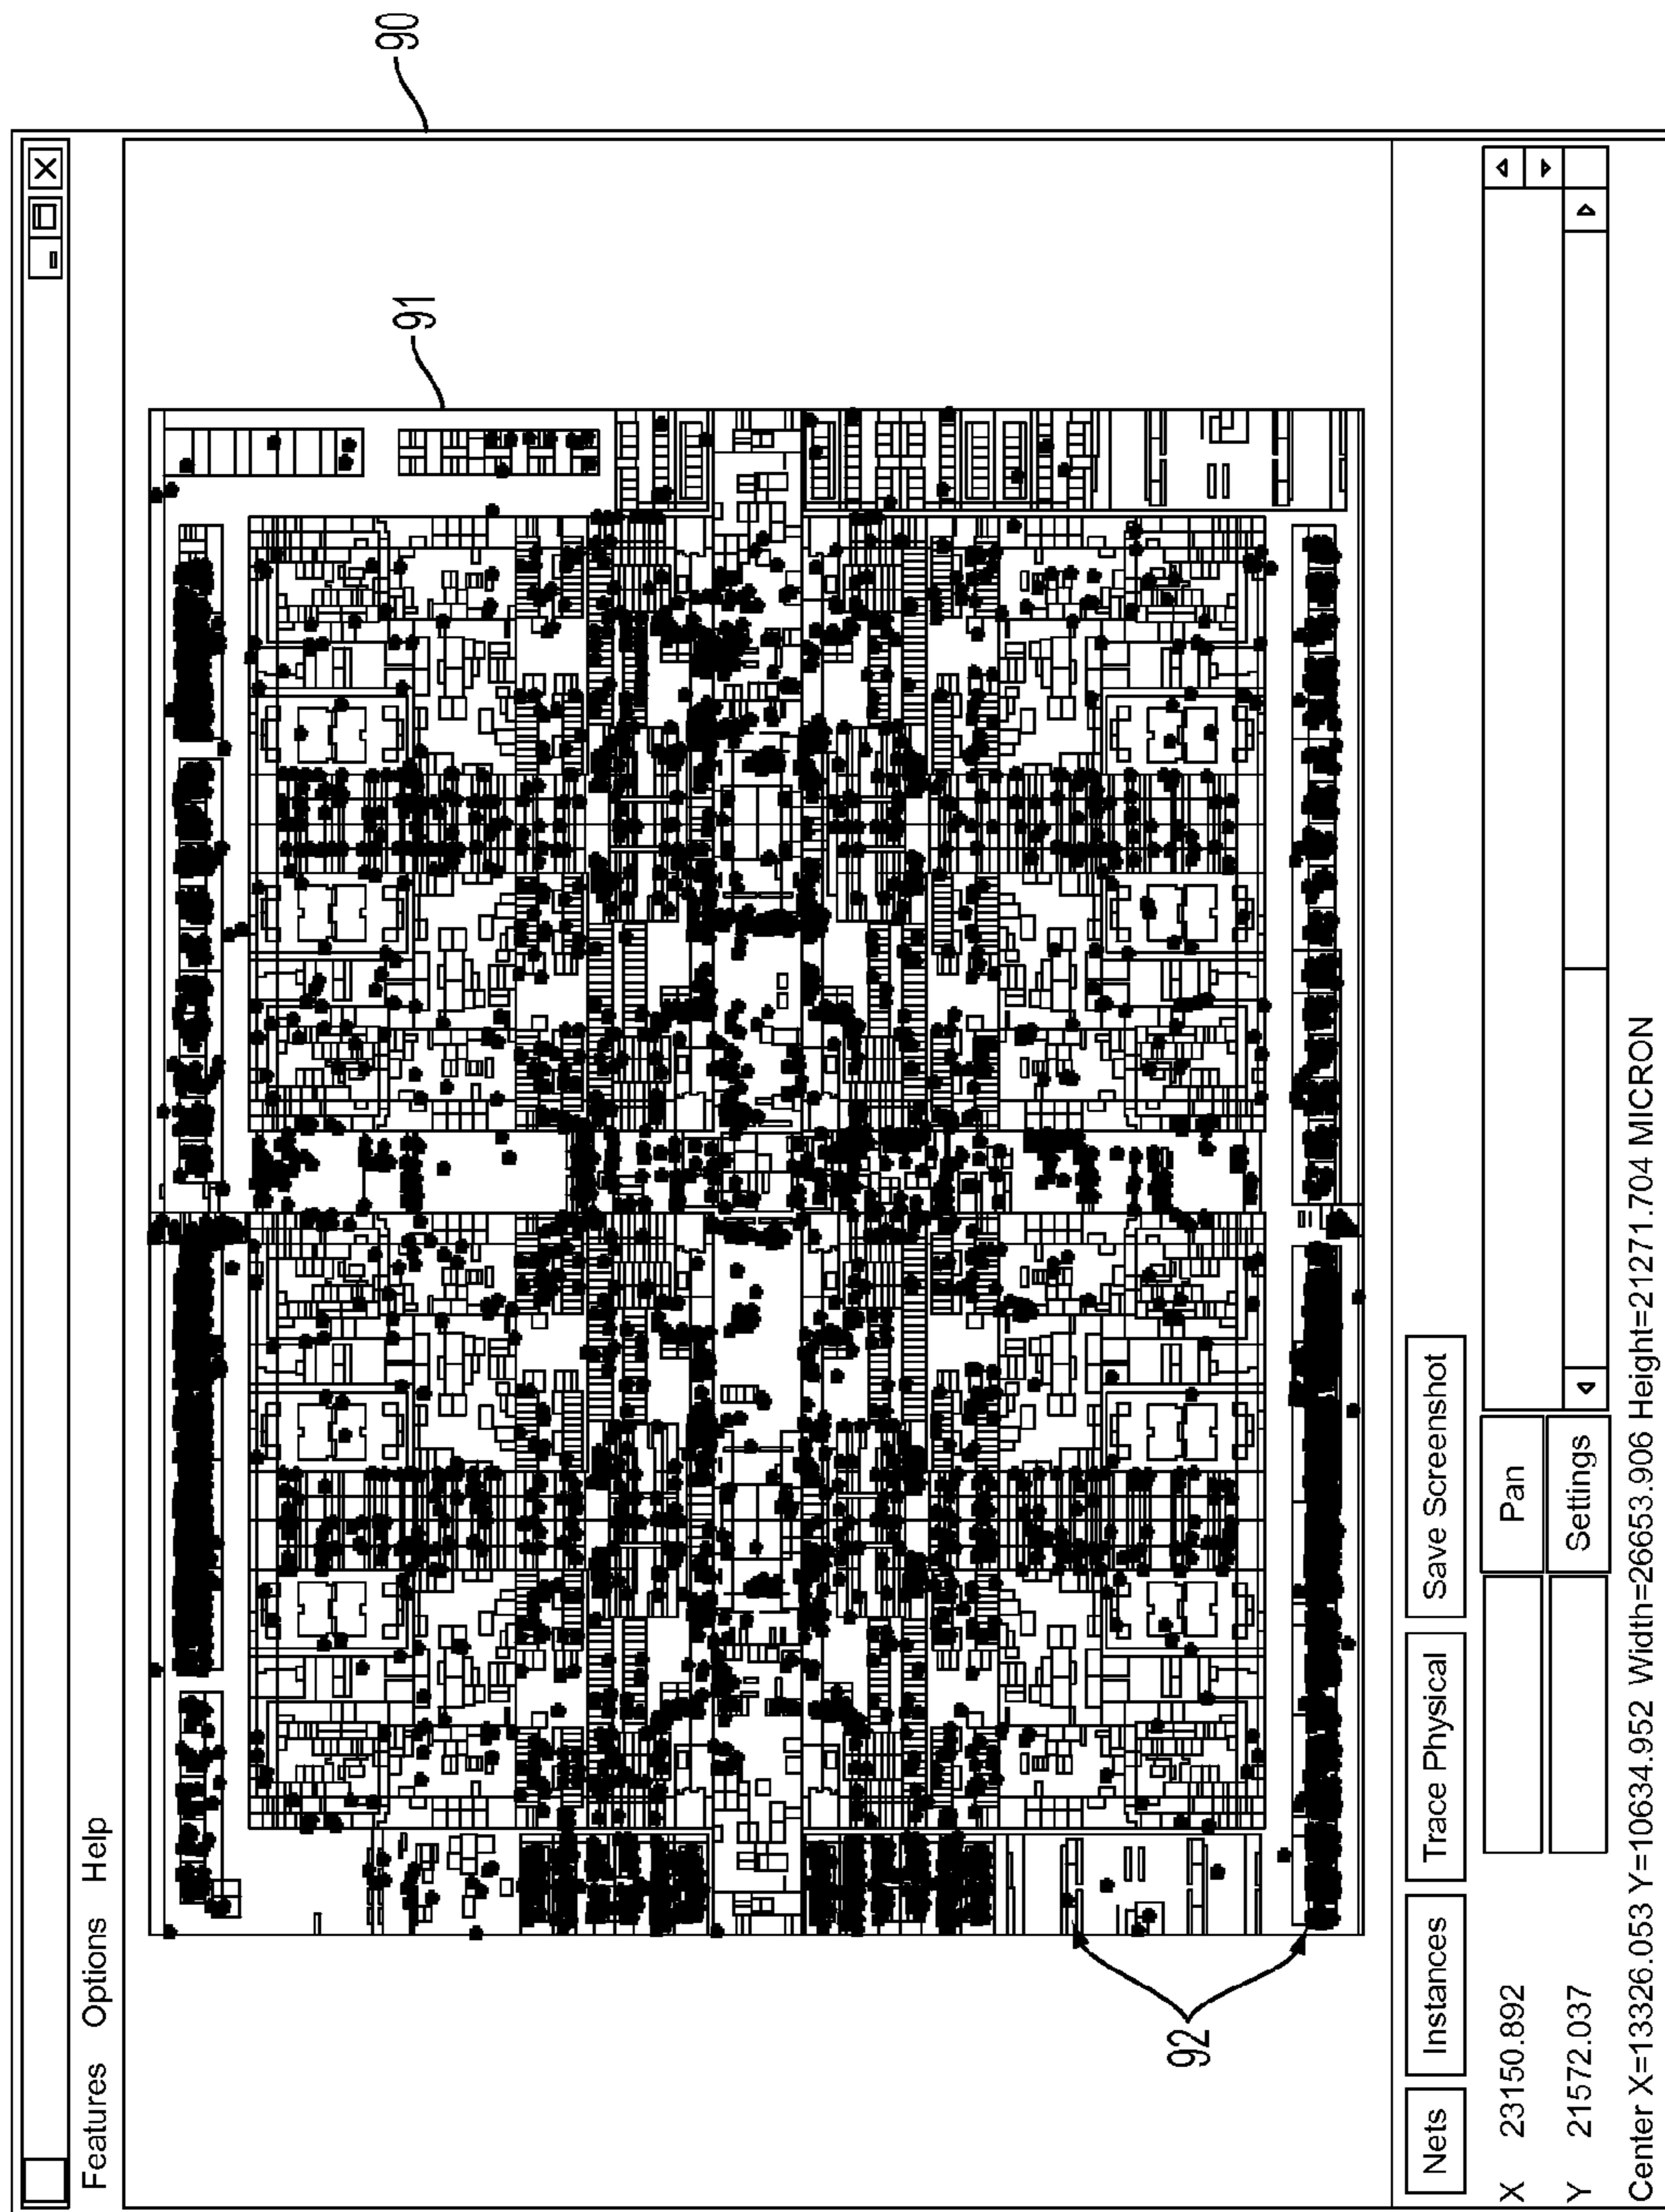 Features Options Help
90
91
92
Nets Instances Trace Physical Save Screenshot
X 23150.892 Pan
Y 21572.037 Settings
Center X=13326.053 Y=10634.952 Width=26653.906 Height=21271.704 MICRON